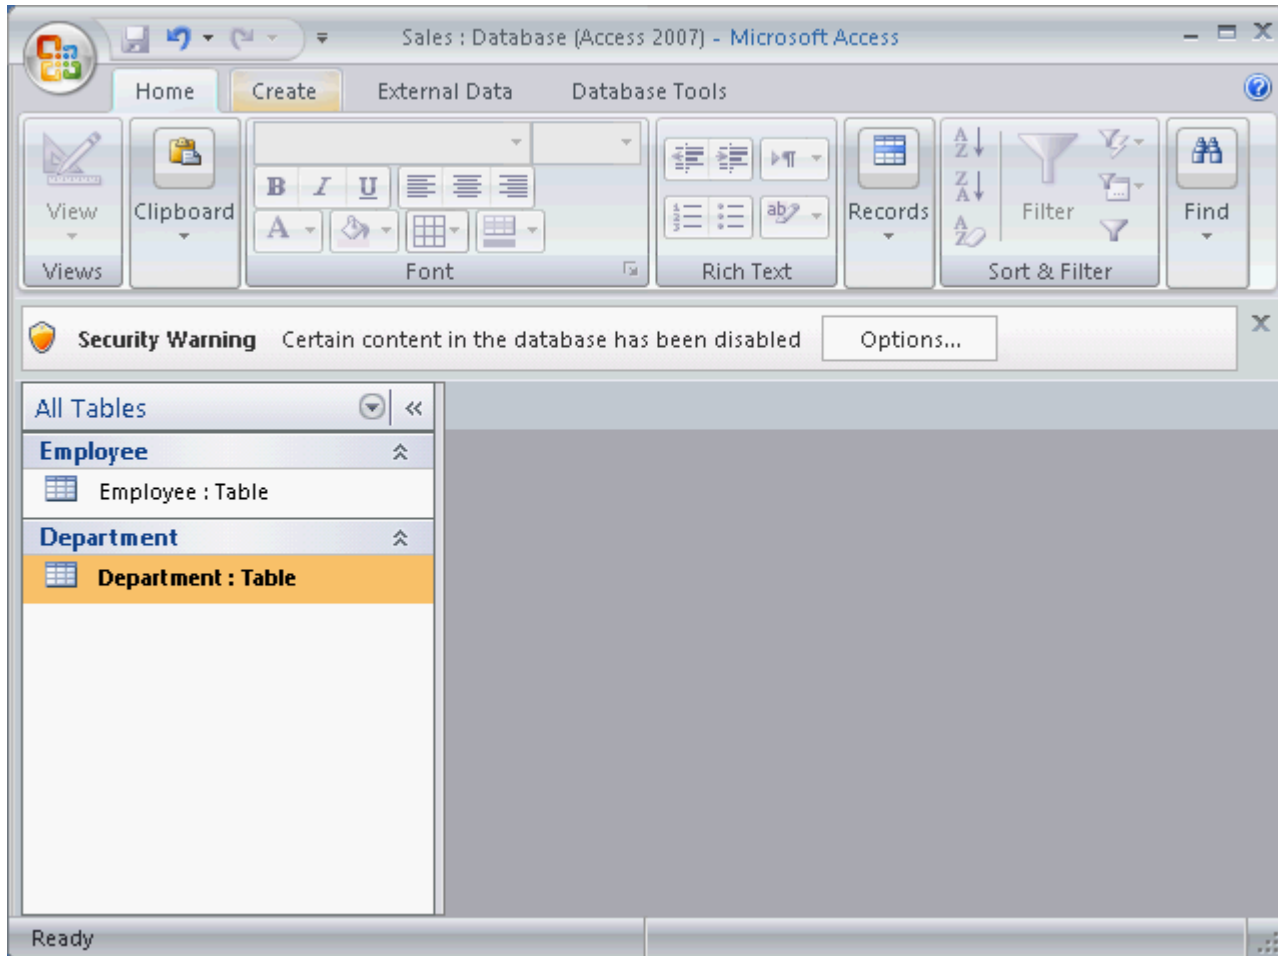 Sales : Database (Access 2007) - Microsoft Access
Home Create External Data Database Tools
View Clipboard Records Filter Find
Views Font Rich Text Sort & Filter
Security Warning Certain content in the database has been disabled Options...
All Tables
Employee
Employee : Table
Department
Department : Table
Ready